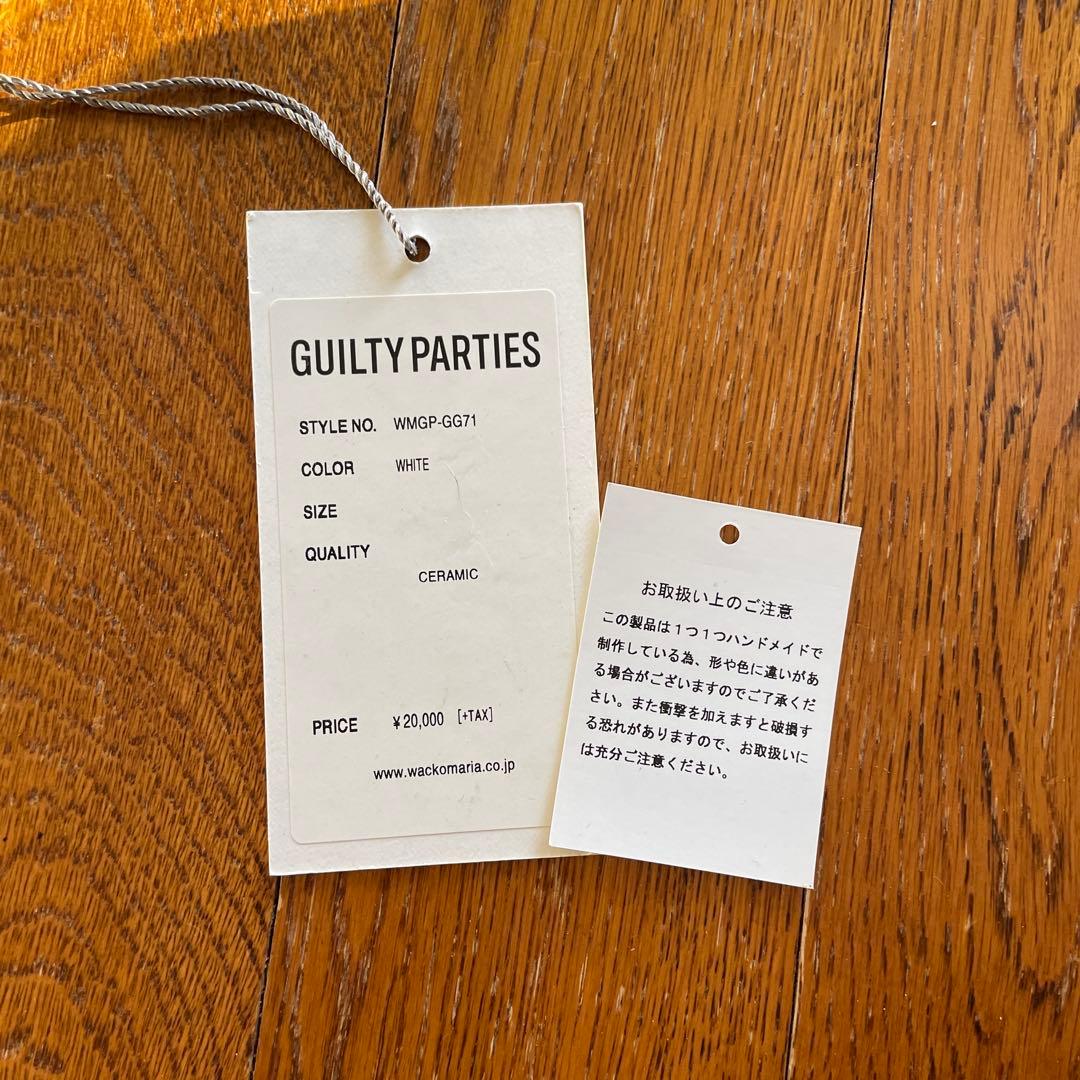 GUILTY PARTIES
STYLE NO. WMGP-GG71
COLOR WHITE
SIZE
QUALITY
CERAMIC
PRICE ¥20,000 [+TAX]
www.wackomaria.co.jp
お取扱い上のご注意
この製品は1つ1つハンドメイドで
制作している為、形や色に違いがあ
る場合がございますのでご了承くだ
さい。また衝撃を加えますと破損す
る恐れがありますので、お取扱いに
は充分ご注意ください。